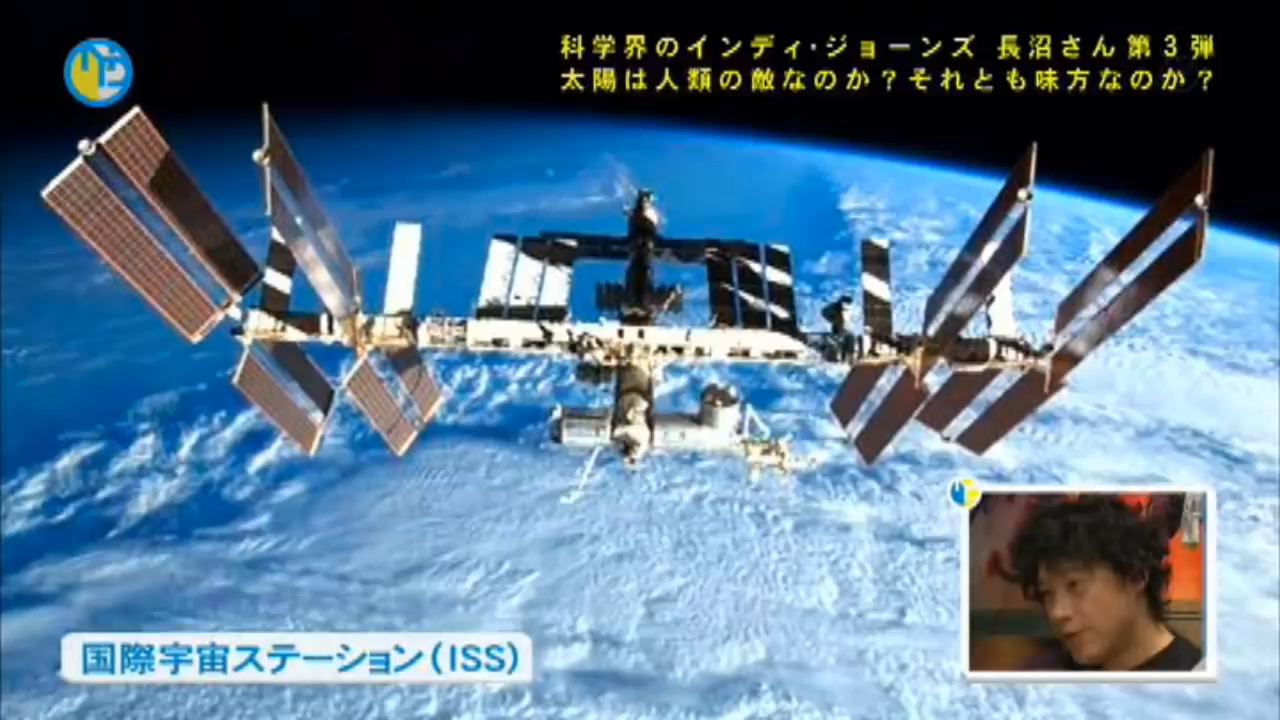 科学界のインディ・ジョーンズ 長沼さん第3弾
太陽は人類の敵なのか?それとも味方なのか?
国際宇宙ステーション(ISS)